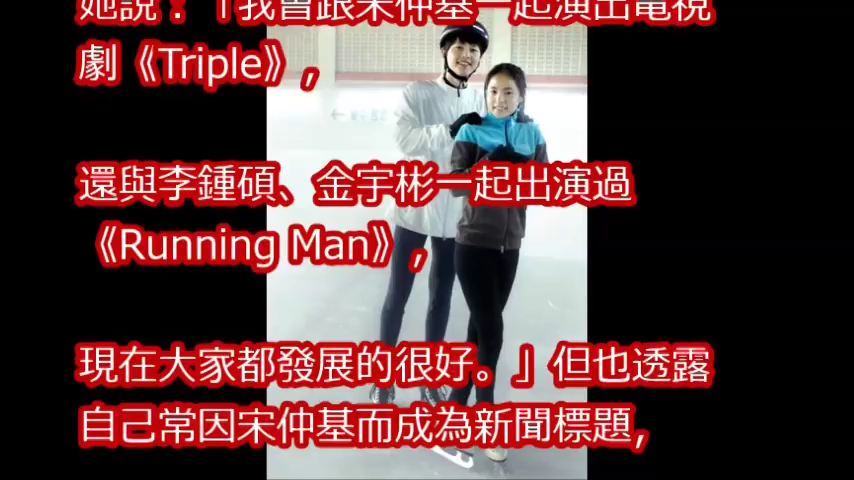 她說：「我曾跟宋仲基一起演出電視
劇《Triple》，
還與李鍾碩、金宇彬一起出演過
《Running Man》，
現在大家都發展的很好。」但也透露
自己常因宋仲基而成為新聞標題，